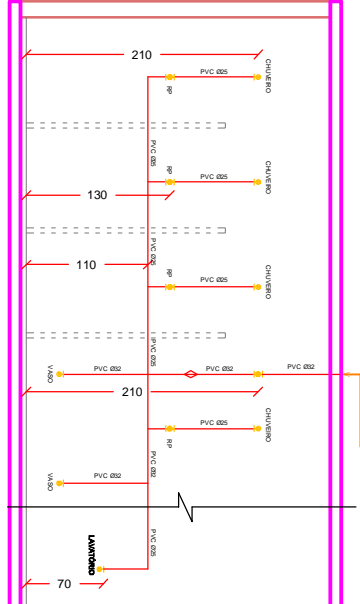 210
PVC Ø25
CHUVEIRO
RP
PVC Ø25
PVC Ø25
CHUVEIRO
RP
130
110
PVC Ø25
PVC Ø25
CHUVEIRO
RP
PVC Ø25
PVC Ø32
PVC Ø32
PVC Ø32
VASO
210
PVC Ø25
CHUVEIRO
RP
PVC Ø32
PVC Ø32
VASO
PVC Ø25
LAVATÓRIO
70